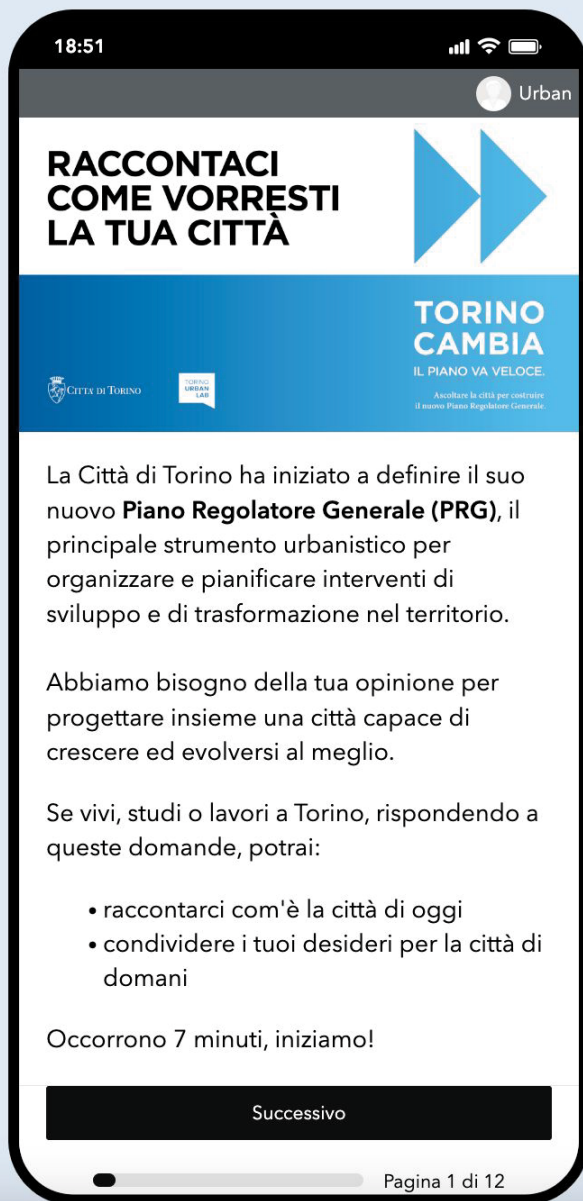 18:51
Urban
RACCONTACI
COME VORRESTI
LA TUA CITTÀ
TORINO
CAMBIA
IL PIANO VA VELOCE.
Ascoltare la città per costruire
il nuovo Piano Regolatore Generale.
CITTA' DI TORINO
TORINO
URBAN
LAB
La Città di Torino ha iniziato a definire il suo
nuovo Piano Regolatore Generale (PRG), il
principale strumento urbanistico per
organizzare e pianificare interventi di
sviluppo e di trasformazione nel territorio.
Abbiamo bisogno della tua opinione per
progettare insieme una città capace di
crescere ed evolversi al meglio.
Se vivi, studi o lavori a Torino, rispondendo a
queste domande, potrai:
• raccontarci com'è la città di oggi
• condividere i tuoi desideri per la città di
domani
Occorrono 7 minuti, iniziamo!
Successivo
Pagina 1 di 12